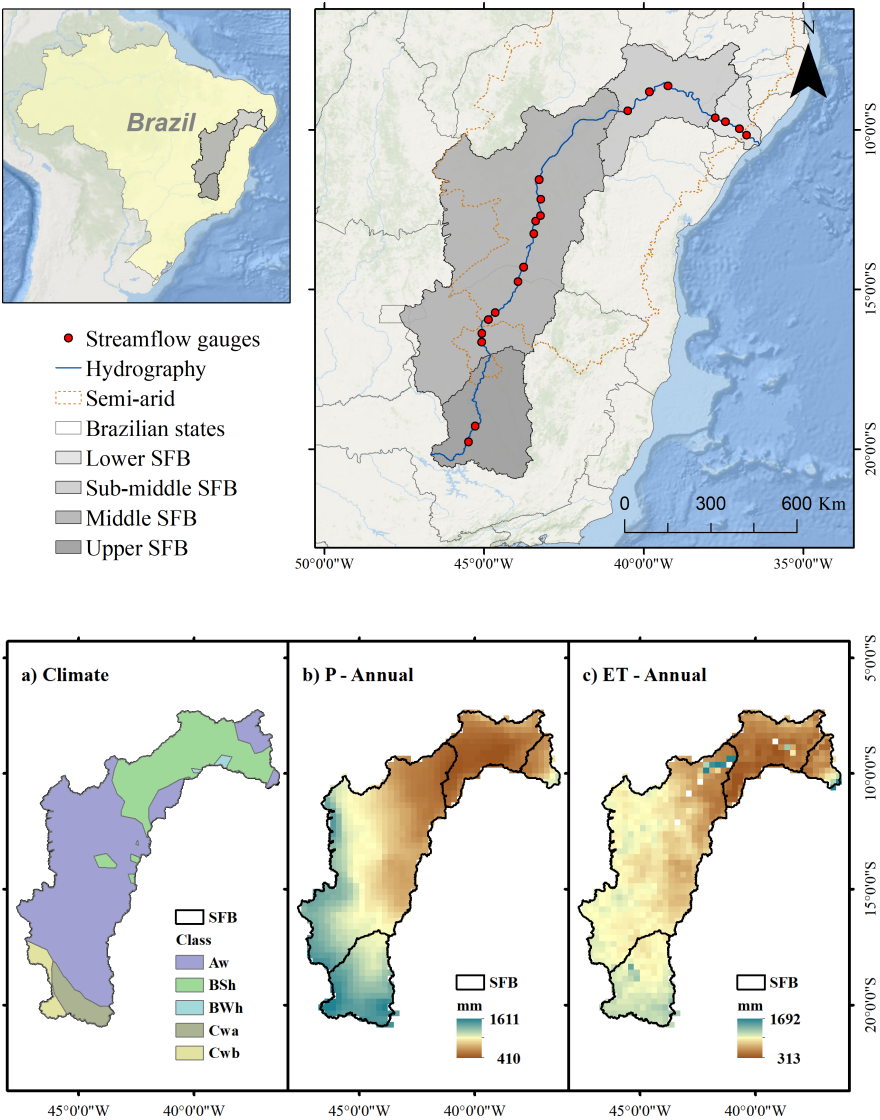 Brazil
N
10°0'0"S
15°0'0"S
20°0'0"S
0 300 600 Km
50°0'0"W 45°0'0"W 40°0'0"W 35°0'0"W
Streamflow gauges
Hydrography
Semi-arid
Brazilian states
Lower SFB
Sub-middle SFB
Middle SFB
Upper SFB
a) Climate
SFB
Class
Aw
BSh
BWh
Cwa
Cwb
b) P - Annual
SFB
mm
1611
410
c) ET - Annual
SFB
mm
1692
313
5°0'0"S
10°0'0"S
15°0'0"S
20°0'0"S
45°0'0"W 40°0'0"W 45°0'0"W 40°0'0"W 45°0'0"W 40°0'0"W